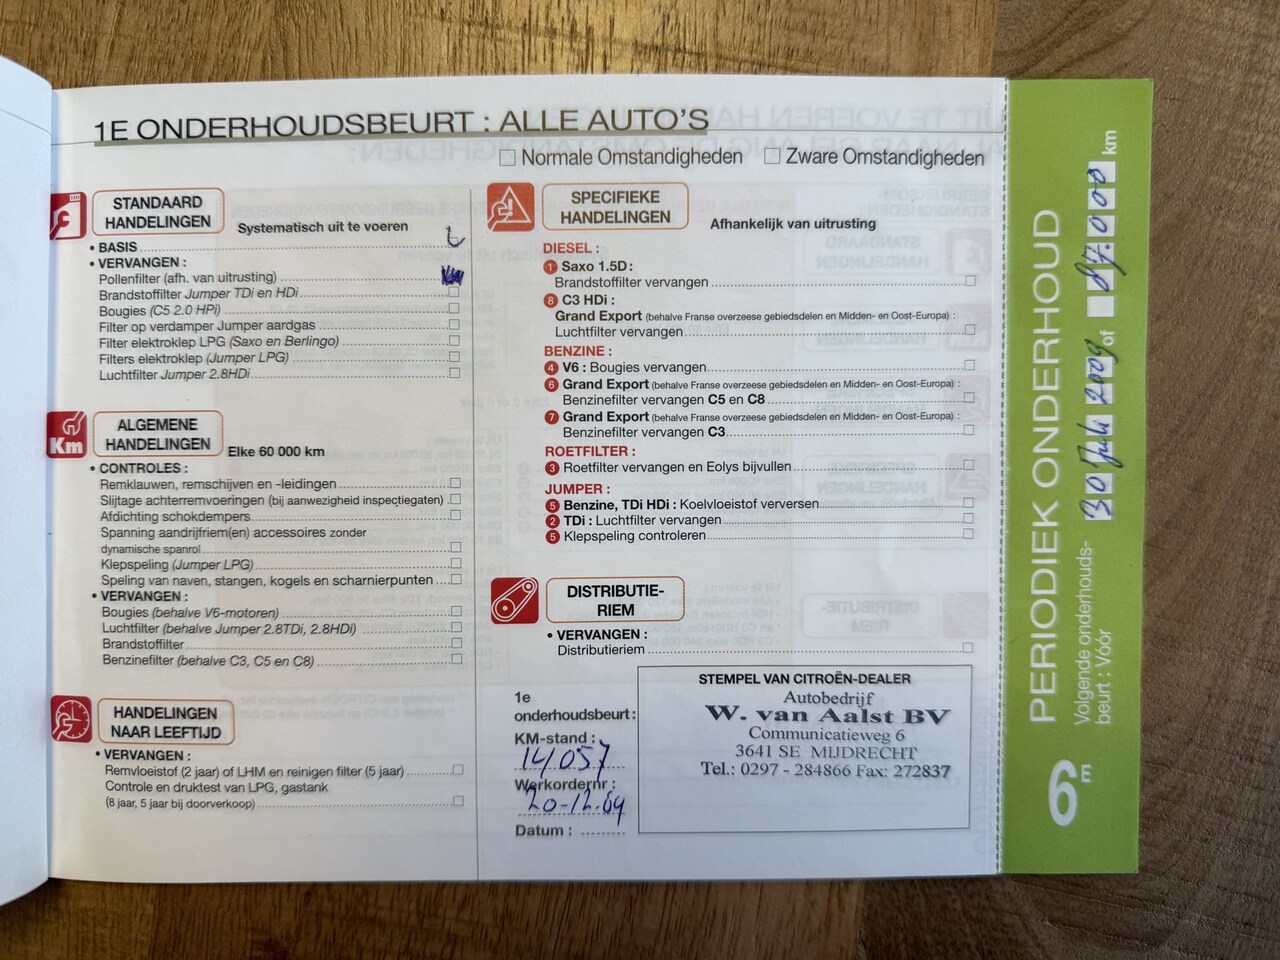 1E ONDERHOUDSBEURT : ALLE AUTO'S
Normale Omstandigheden
Zware Omstandigheden
STANDAARD
HANDELINGEN
Systematisch uit te voeren
• BASIS
• VERVANGEN :
Pollenfilter (afh. van uitrusting)
Brandstoffilter Jumper TDi en HDi
Bougies (C5 2.0 HPi)
Filter op verdamper Jumper aardgas
Filter elektroklep LPG (Saxo en Berlingo)
Filters elektroklep (Jumper LPG)
Luchtfilter Jumper 2.8HDi
Km
ALGEMENE
HANDELINGEN
Elke 60 000 km
• CONTROLES :
Remklauwen, remschijven en -leidingen
Slijtage achterremvoeringen (bij aanwezigheid inspectiegaten)
Afdichting schokdempers
Spanning aandrijfriem(en) accessoires zonder
dynamische spanrol
Klepspeling (Jumper LPG)
Speling van naven, stangen, kogels en scharnierpunten
• VERVANGEN :
Bougies (behalve V6-motoren)
Luchtfilter (behalve Jumper 2.8TDi, 2.8HDi)
Brandstoffilter
Benzinefilter (behalve C3, C5 en C8)
HANDELINGEN
NAAR LEEFTIJD
• VERVANGEN :
Remvloeistof (2 jaar) of LHM en reinigen filter (5 jaar)
Controle en druktest van LPG, gastank
(8 jaar, 5 jaar bij doorverkoop)
SPECIFIEKE
HANDELINGEN
Afhankelijk van uitrusting
DIESEL :
1 Saxo 1.5D :
Brandstoffilter vervangen
8 C3 HDi :
Grand Export (behalve Franse overzeese gebiedsdelen en Midden- en Oost-Europa) :
Luchtfilter vervangen
BENZINE :
4 V6 : Bougies vervangen
6 Grand Export (behalve Franse overzeese gebiedsdelen en Midden- en Oost-Europa) :
Benzinefilter vervangen C5 en C8
7 Grand Export (behalve Franse overzeese gebiedsdelen en Midden- en Oost-Europa) :
Benzinefilter vervangen C3
ROETFILTER :
3 Roetfilter vervangen en Eolys bijvullen
JUMPER :
5 Benzine, TDi HDi : Koelvloeistof verversen
2 TDi : Luchtfilter vervangen
5 Klepspeling controleren
DISTRIBUTIE-
RIEM
• VERVANGEN :
Distributieriem
1e
onderhoudsbeurt :
KM-stand :
14057
Werkordernr :
20-12-04
Datum :
STEMPEL VAN CITROËN-DEALER
Autobedrijf
W. van Aalst BV
Communicatieweg 6
3641 SE MIJDRECHT
Tel.: 0297 - 284866 Fax: 272837
6E PERIODIEK ONDERHOUD
Volgende onderhouds-
beurt : Vóór
30 Juli 2009 of 87.000 km